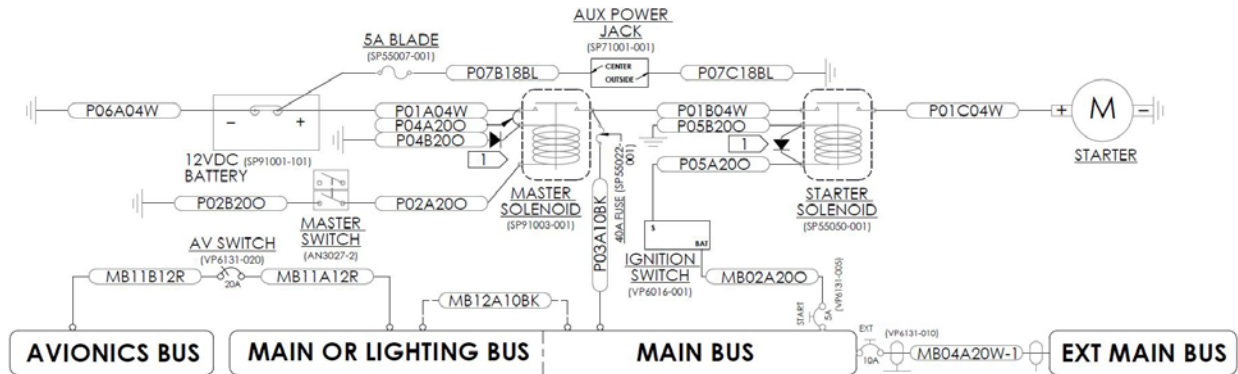 AUX POWER
JACK
(SP71001-001)
5A BLADE
(SP55007-001)
P07B18BL
CENTER
OUTSIDE
P07C18BL
P06A04W
P01A04W
P04A20O
P04B20O
1
- +
12VDC (SP91001-101)
BATTERY
P01B04W
P05B20O
1
P05A20O
P01C04W
+ M -
STARTER
P02B20O
P02A20O
MASTER
SWITCH
(AN3027-2)
MASTER
SOLENOID
(SP91003-001)
40A FUSE (SP55022-
001)
P03A10BK
STARTER
SOLENOID
(SP55050-001)
S
BAT
IGNITION
SWITCH
(VP6016-001)
AV SWITCH
(VP6131-020)
MB11B12R
20A
MB11A12R
MB12A10BK
MB02A20O
START
5A
(VP6131-005)
EXT
10A
(VP6131-010)
MB04A20W-1
AVIONICS BUS
MAIN OR LIGHTING BUS
MAIN BUS
EXT MAIN BUS